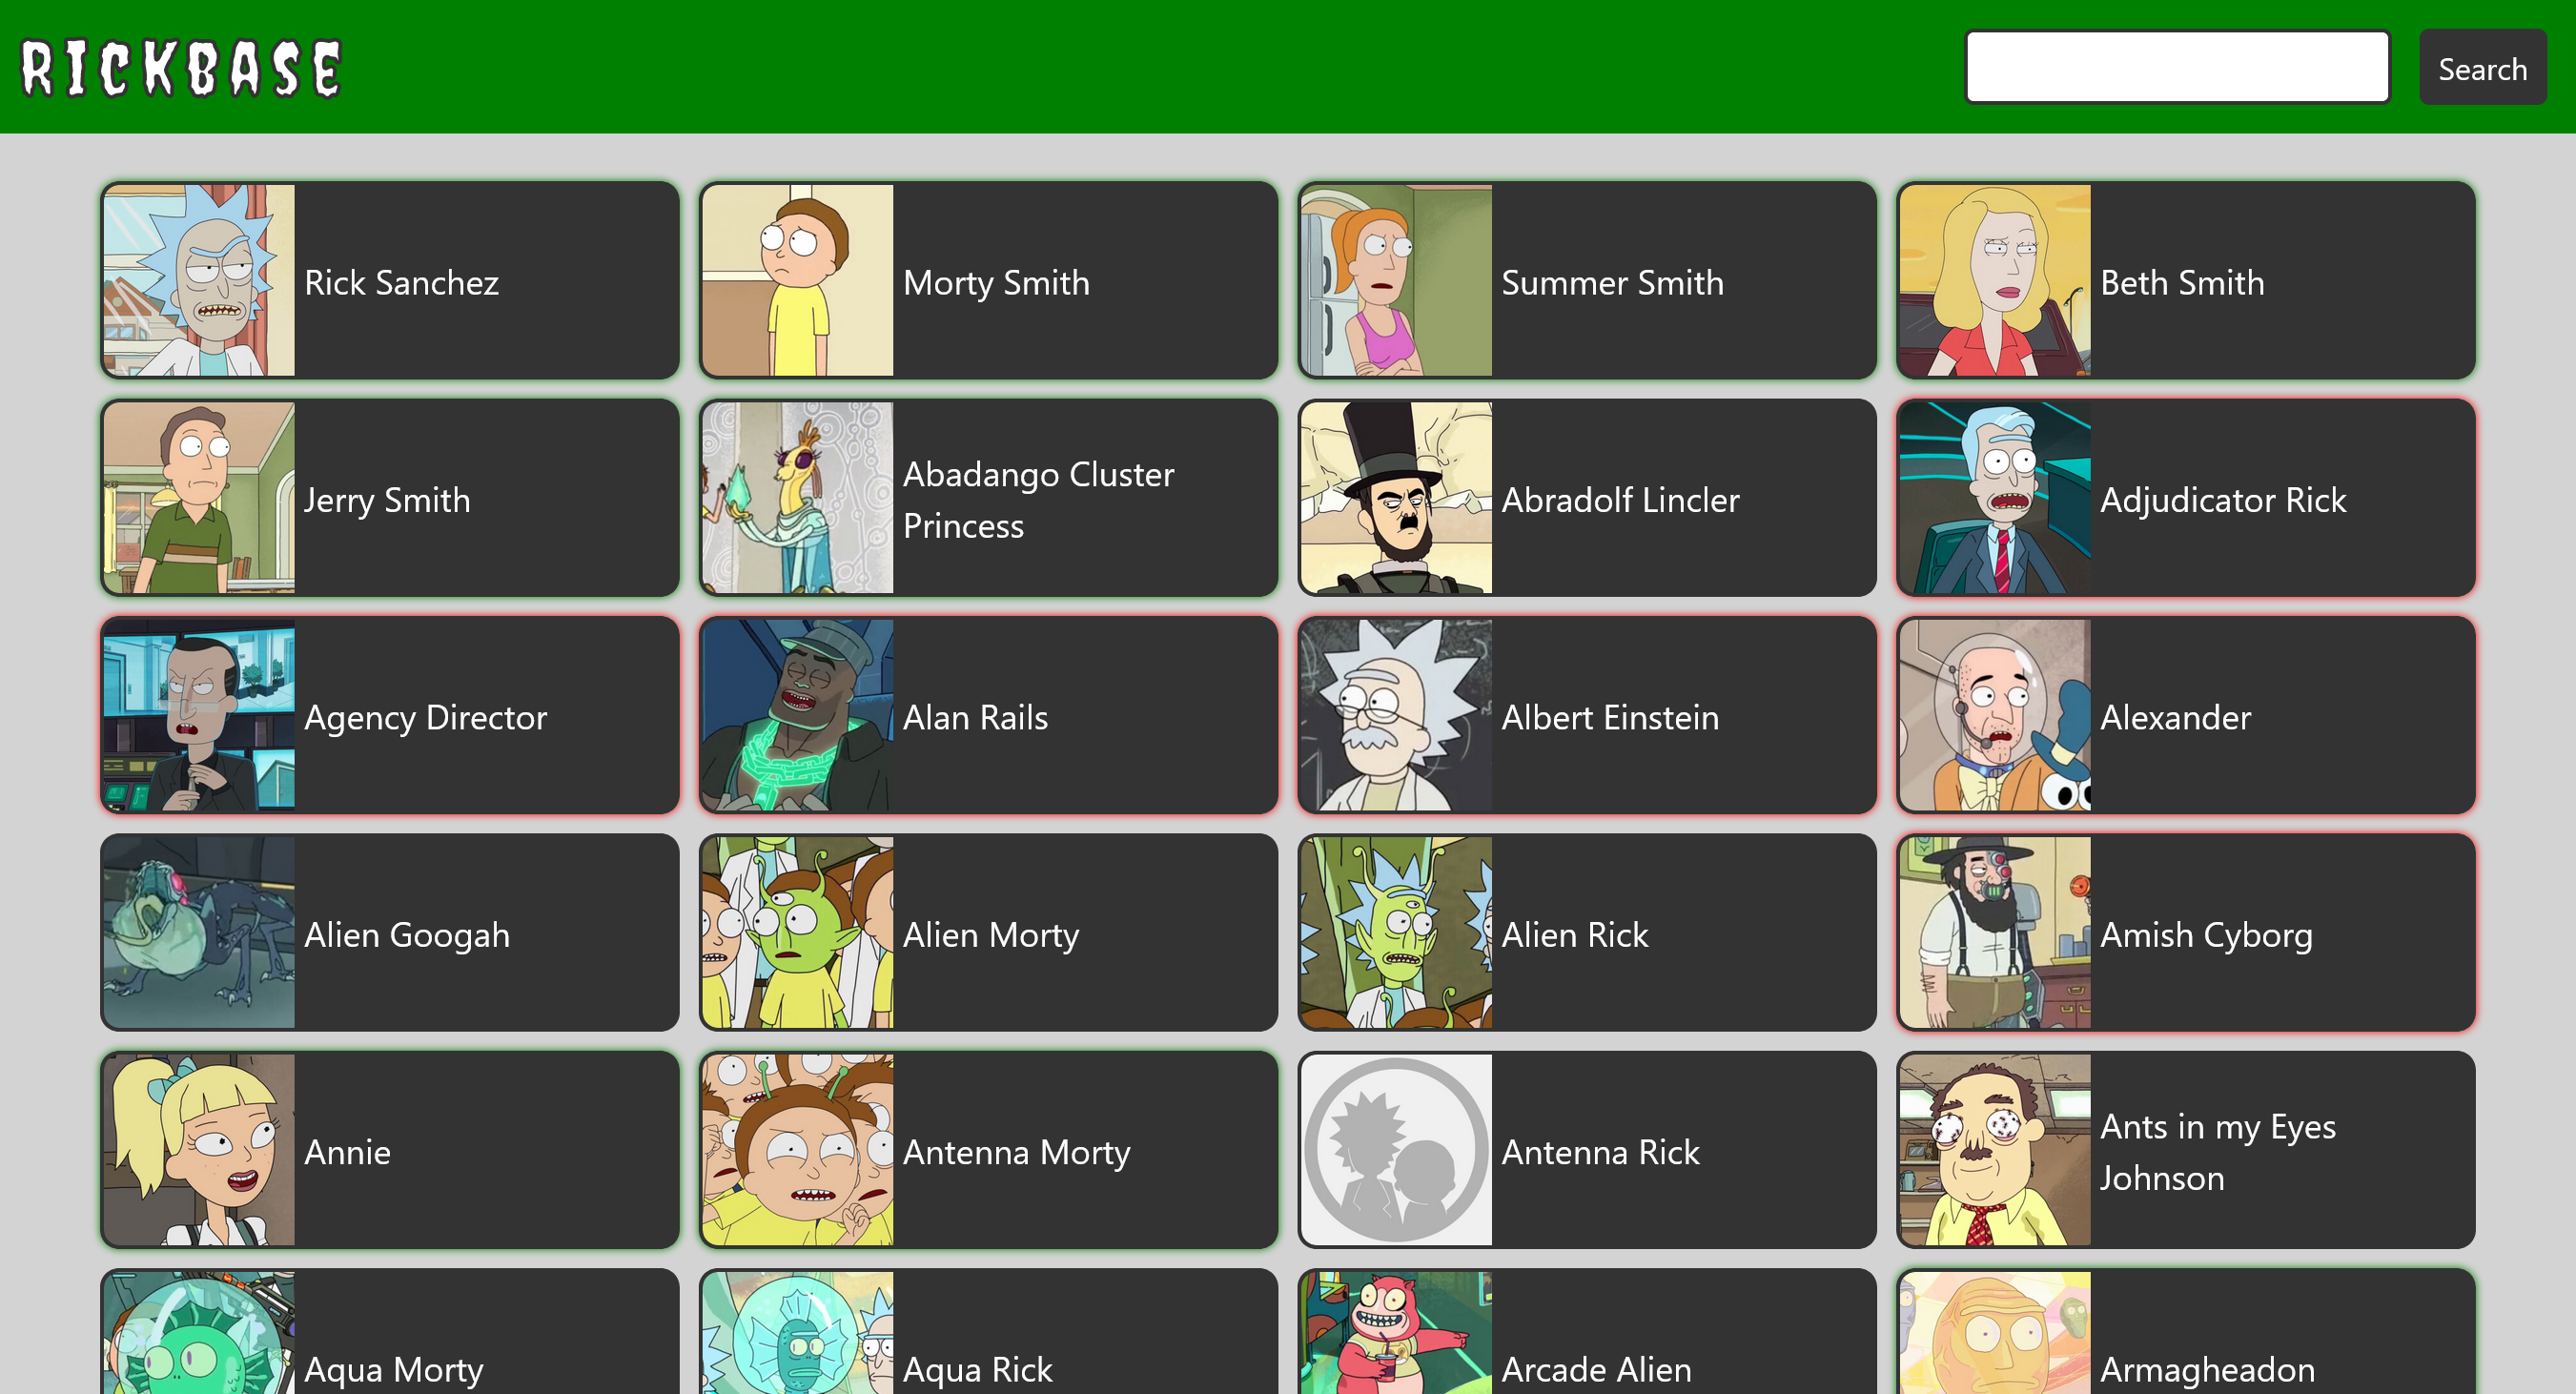 RICKBASE
Search
Rick Sanchez
Morty Smith
Summer Smith
Beth Smith
Jerry Smith
Abadango Cluster
Princess
Abradolf Lincler
Adjudicator Rick
Agency Director
Alan Rails
Albert Einstein
Alexander
Alien Googah
Alien Morty
Alien Rick
Amish Cyborg
Annie
Antenna Morty
Antenna Rick
Ants in my Eyes
Johnson
Aqua Morty
Aqua Rick
Arcade Alien
Armagheadon